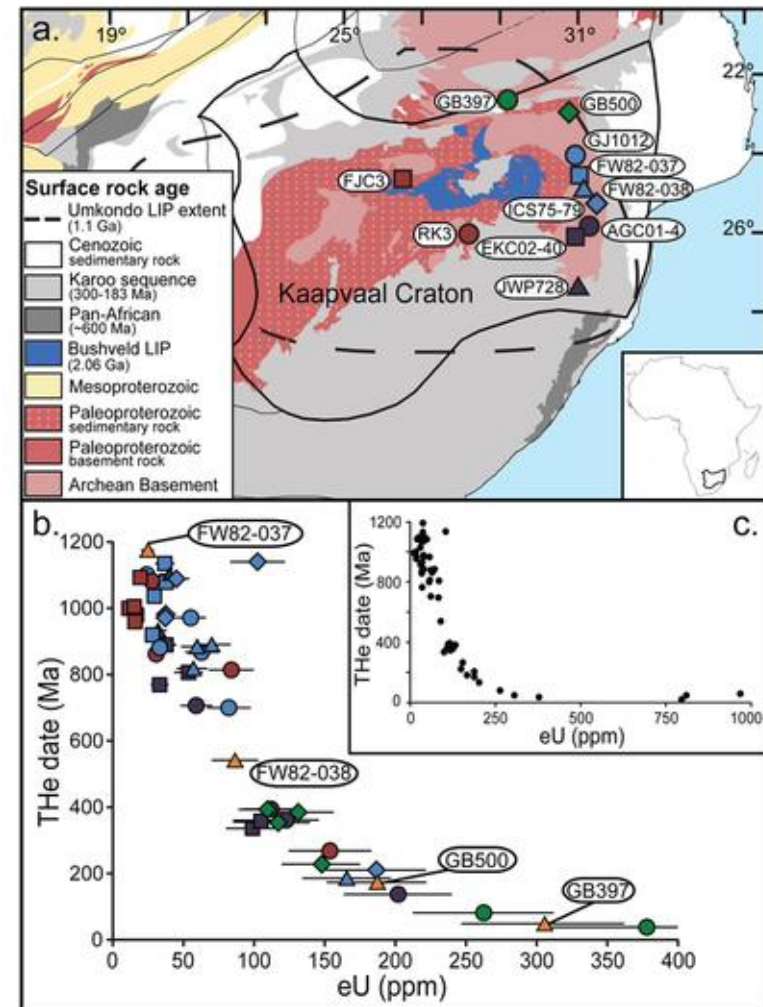 a.
19°
25°
31°
22°
26°
GB397
GB500
GJ1012
FW82-037
FW82-038
FJC3
ICS75-79
AGC01-4
RK3
EKC02-40
JWP728
Kaapvaal Craton
Surface rock age
Umkondo LIP extent
(1.1 Ga)
Cenozoic
sedimentary rock
Karoo sequence
(300-183 Ma)
Pan-African
(~600 Ma)
Bushveld LIP
(2.06 Ga)
Mesoproterozoic
Paleoproterozoic
sedimentary rock
Paleoproterozoic
basement rock
Archean Basement
b.
FW82-037
FW82-038
GB500
GB397
THe date (Ma)
1200
1000
800
600
400
200
0
0 50 100 150 200 250 300 350 400
eU (ppm)
c.
THe date (Ma)
1200
800
400
0
0 250 500 750 1000
eU (ppm)